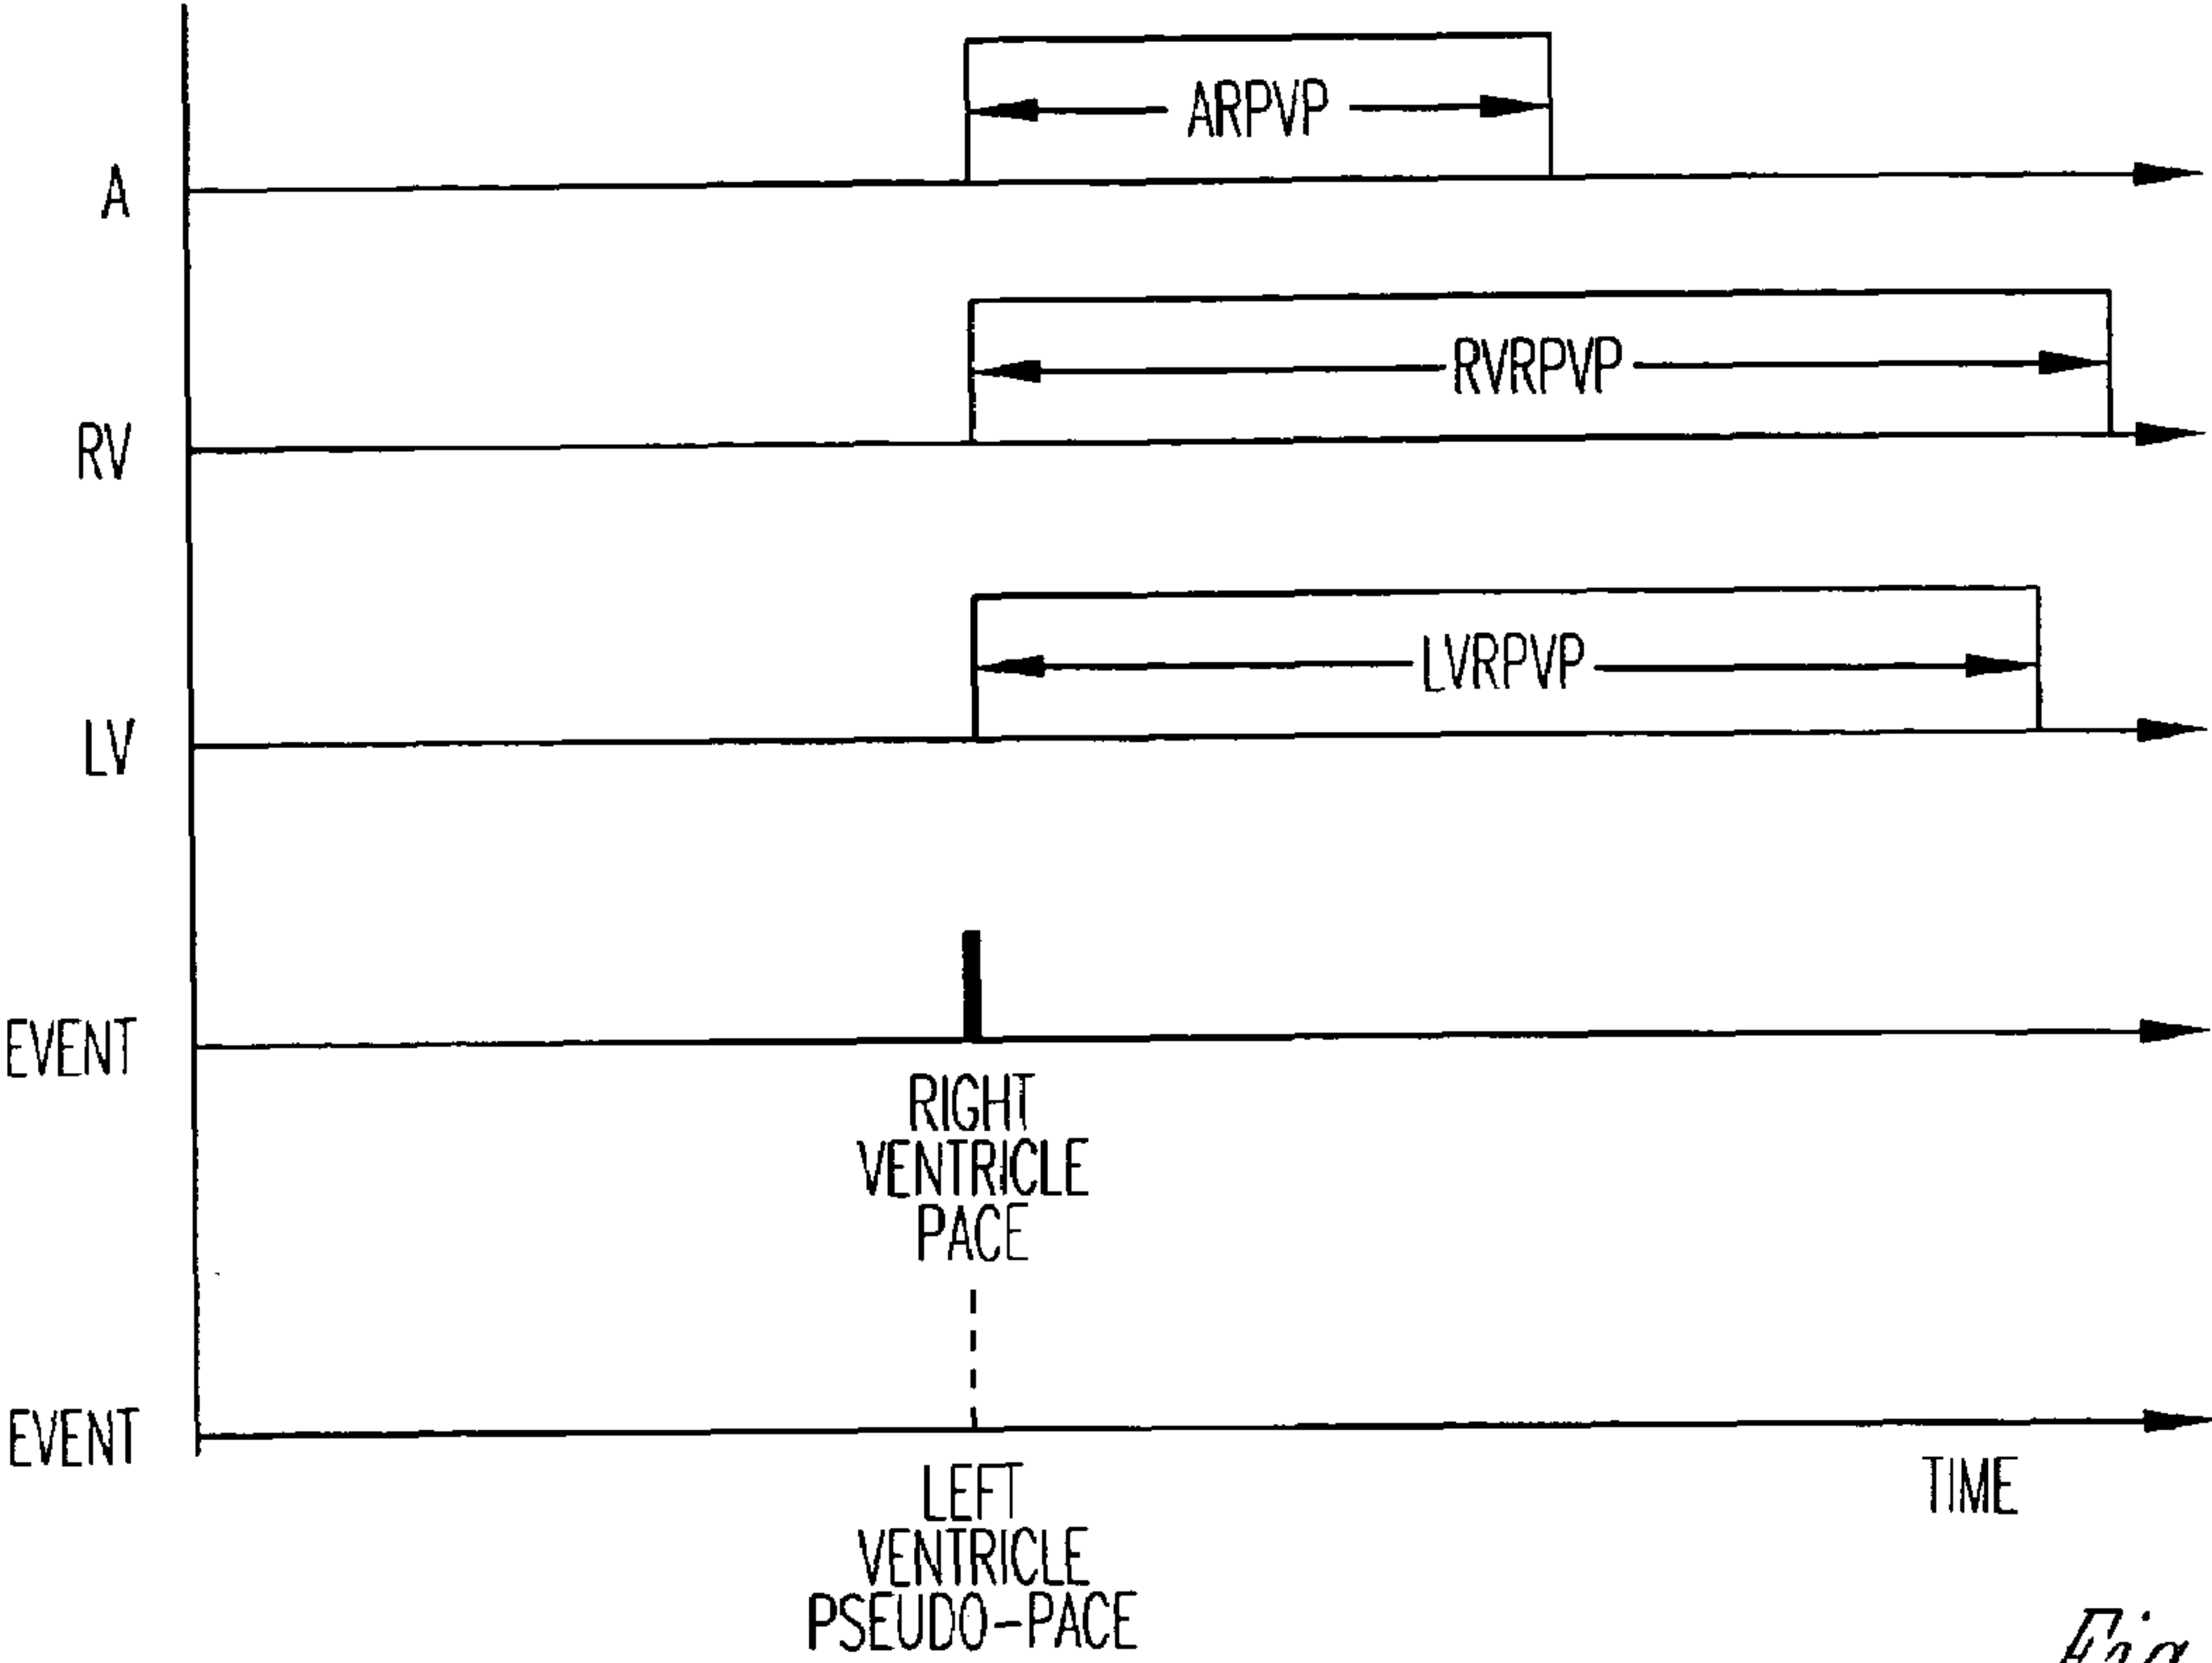 ARPVP
A
RVRPVP
RV
LVRPVP
LV
EVENT
RIGHT
VENTRICLE
PACE
EVENT
LEFT
VENTRICLE
PSEUDO-PACE
TIME